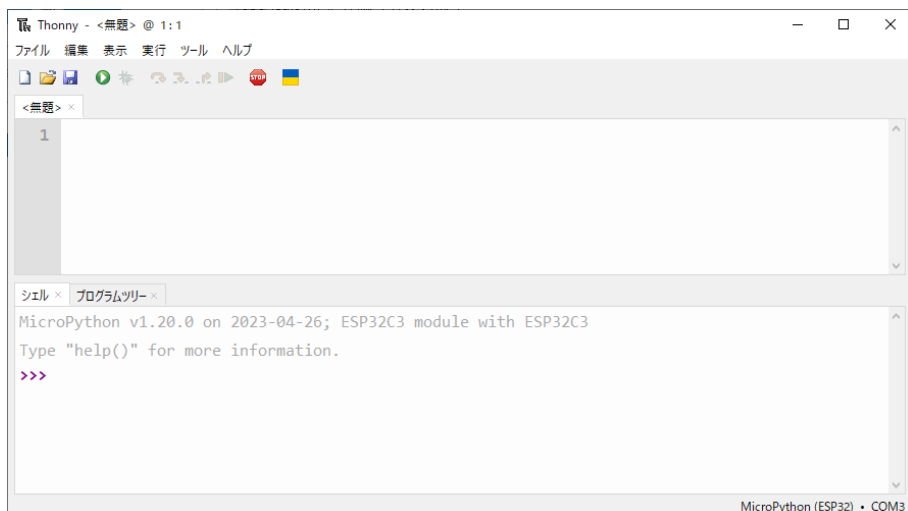 Thonny - <無題> @ 1:1
ファイル 編集 表示 実行 ツール ヘルプ
STOP
<無題> ×
1
シェル × プログラムツリー ×
MicroPython v1.20.0 on 2023-04-26; ESP32C3 module with ESP32C3
Type "help()" for more information.
>>>
MicroPython (ESP32) • COM3